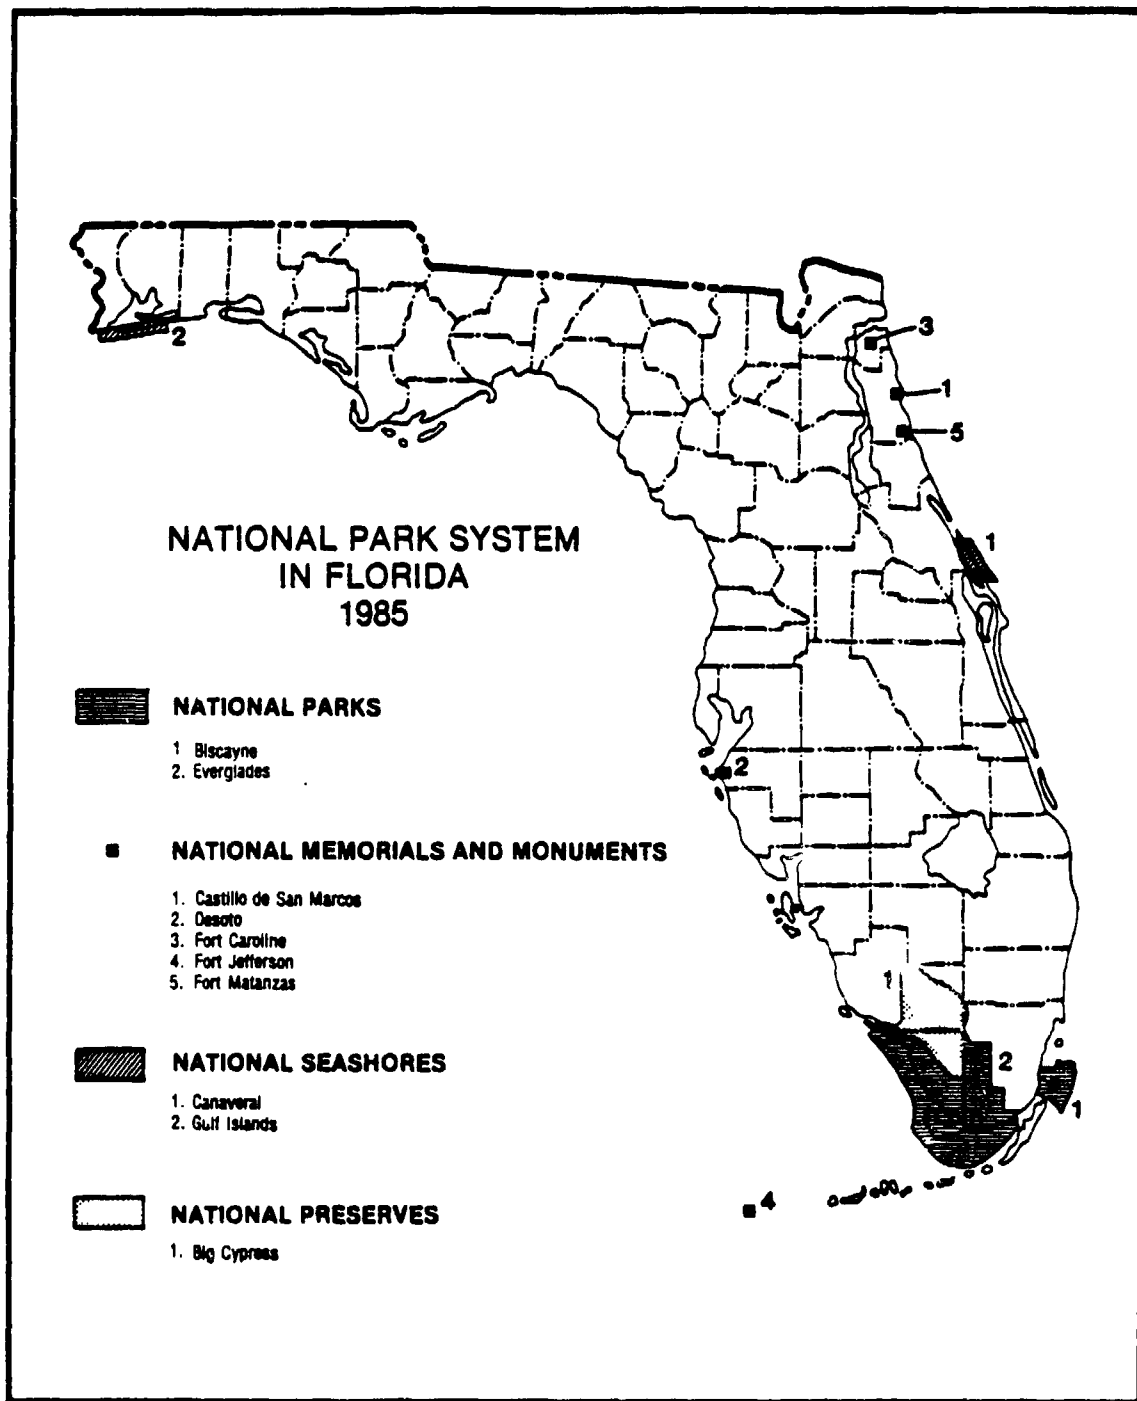 NATIONAL PARK SYSTEM
IN FLORIDA
1985
NATIONAL PARKS
1 Biscayne
2. Everglades
NATIONAL MEMORIALS AND MONUMENTS
1. Castillo de San Marcos
2. Desoto
3. Fort Caroline
4. Fort Jefferson
5. Fort Matanzas
NATIONAL SEASHORES
1. Canaveral
2. Gulf Islands
NATIONAL PRESERVES
1. Big Cypress
2
3
1
5
1
2
1
2
1
4